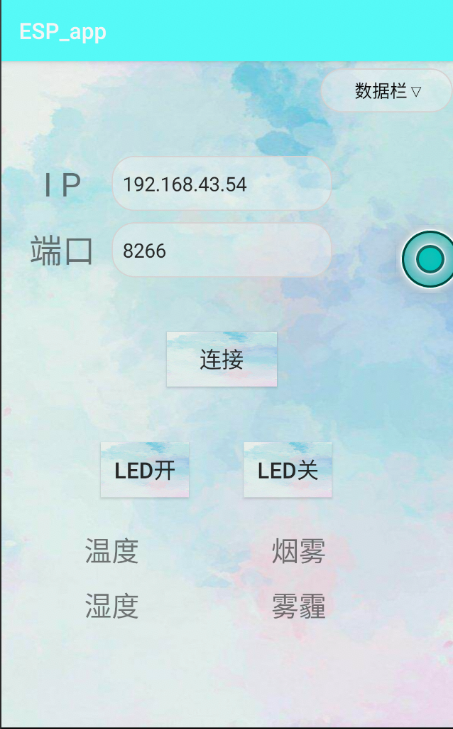 ESP_app
数据栏 ▽
I P 192.168.43.54
端口 8266
连接
LED开 LED关
温度 烟雾
湿度 雾霾